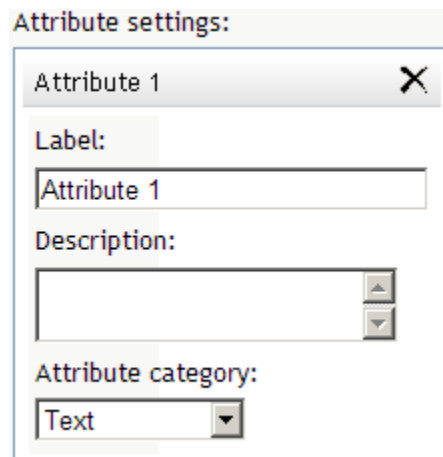 Attribute settings:
Attribute 1
Label:
Attribute 1
Description:
Attribute category:
Text